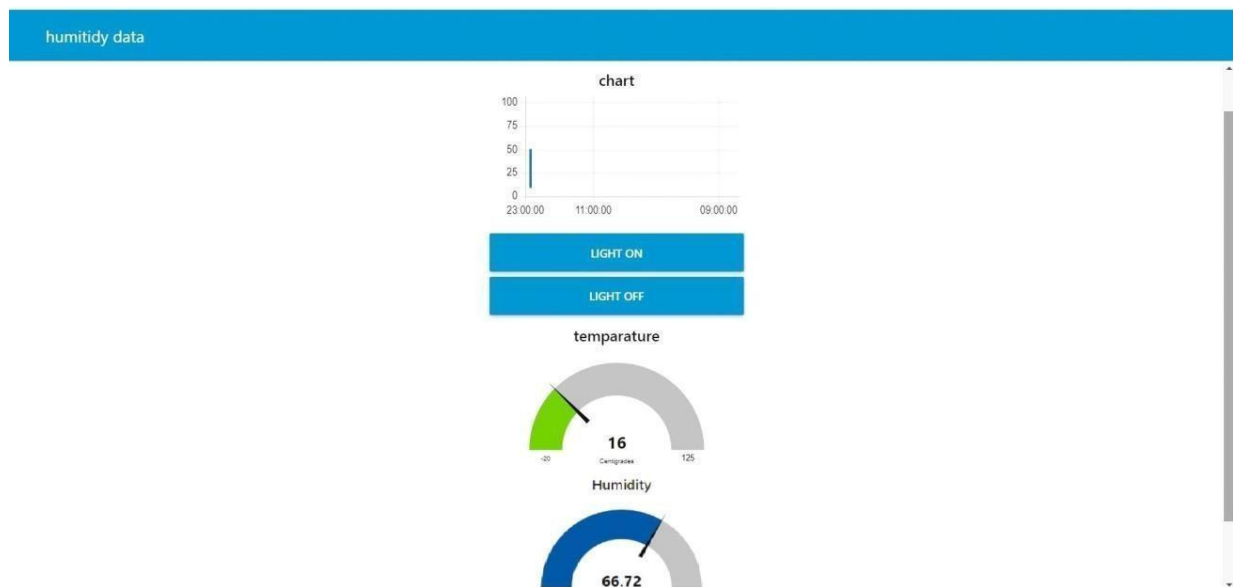 humitidy data
chart
100
75
50
25
0
23:00:00 11:00:00 09:00:00
LIGHT ON
LIGHT OFF
temparature
16
-20 Centigrades 125
Humidity
66.72